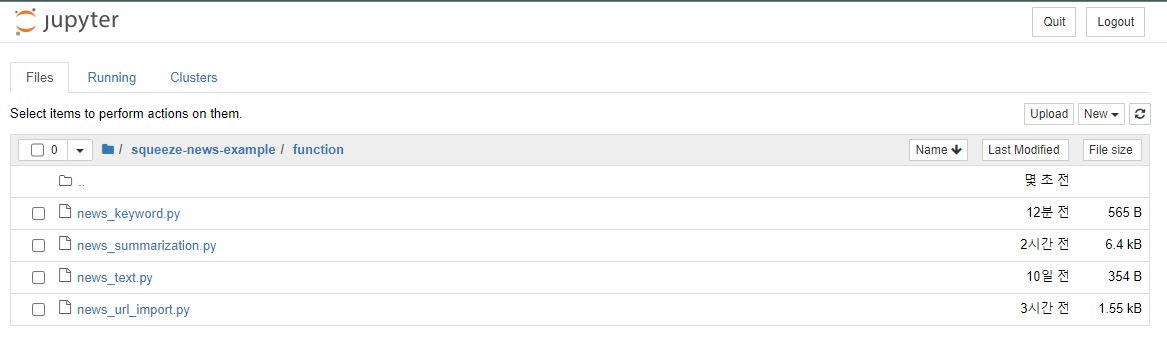 jupyter
Quit Logout
Files Running Clusters
Select items to perform actions on them.
Upload New
0 / squeeze-news-example / function Name Last Modified File size
.. 몇 초 전
news_keyword.py 12분 전 565 B
news_summarization.py 2시간 전 6.4 kB
news_text.py 10일 전 354 B
news_url_import.py 3시간 전 1.55 kB